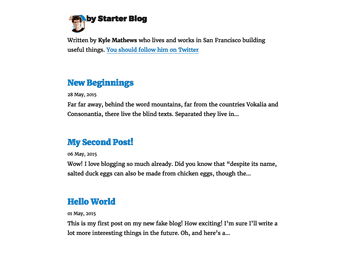 by Starter Blog
Written by Kyle Mathews who lives and works in San Francisco building
useful things. You should follow him on Twitter
New Beginnings
28 May, 2015
Far far away, behind the word mountains, far from the countries Vokalia and
Consonantia, there live the blind texts. Separated they live in…
My Second Post!
06 May, 2015
Wow! I love blogging so much already. Did you know that “despite its name,
salted duck eggs can also be made from chicken eggs, though the…
Hello World
01 May, 2015
This is my first post on my new fake blog! How exciting! I'm sure I'll write a
lot more interesting things in the future. Oh, and here's a…